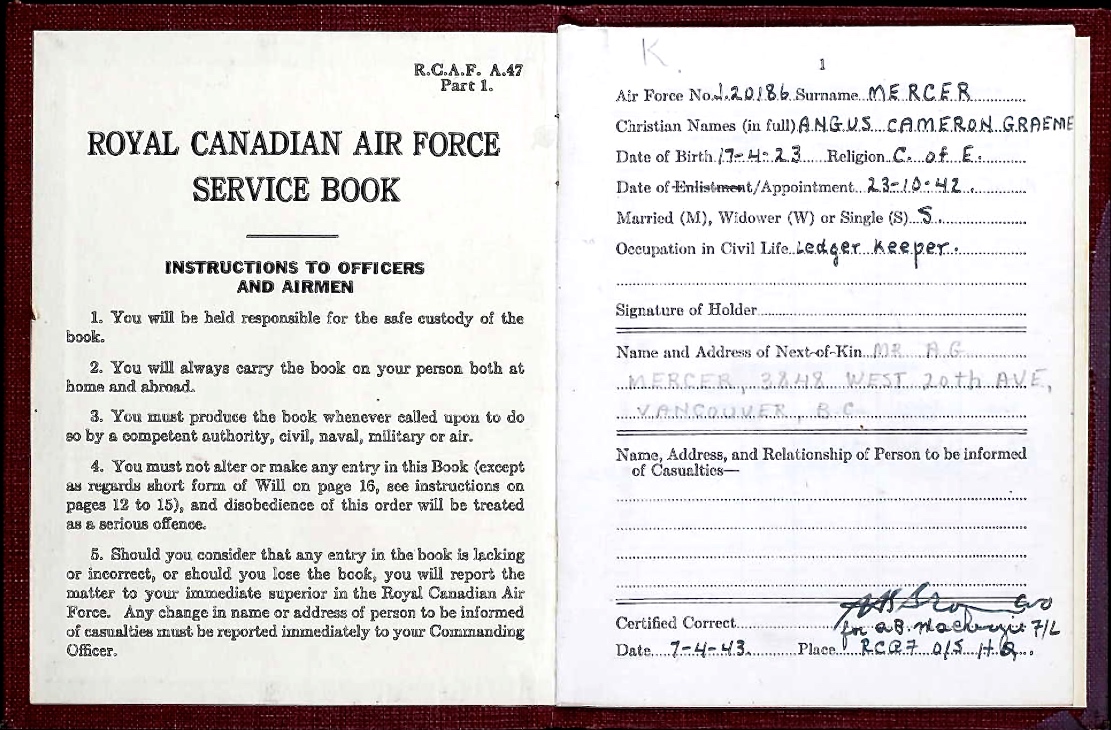 R.C.A.F. A.47
Part 1.
ROYAL CANADIAN AIR FORCE
SERVICE BOOK
INSTRUCTIONS TO OFFICERS
AND AIRMEN
1. You will be held responsible for the safe custody of the
book.
2. You will always carry the book on your person both at
home and abroad.
3. You must produce the book whenever called upon to do
so by a competent authority, civil, naval, military or air.
4. You must not alter or make any entry in this Book (except
as regards short form of Will on page 16, see instructions on
pages 12 to 15), and disobedience of this order will be treated
as a serious offence.
5. Should you consider that any entry in the book is lacking
or incorrect, or should you lose the book, you will report the
matter to your immediate superior in the Royal Canadian Air
Force. Any change in name or address of person to be informed
of casualties must be reported immediately to your Commanding
Officer.
K.
1
Air Force No. J.20186 Surname MERCER
Christian Names (in full) ANGUS CAMERON GRAEME
Date of Birth 17-4-23 Religion C. of E.
Date of Enlistment/Appointment 23-10-42.
Married (M), Widower (W) or Single (S) S.
Occupation in Civil Life Ledger Keeper.
Signature of Holder
Name and Address of Next-of-Kin MR A.G
MERCER, 3848 WEST 20th AVE,
VANCOUVER B.C.
Name, Address, and Relationship of Person to be informed
of Casualties—
Certified Correct
for A.B. Mackenzie F/L
Date 7-4-43. Place RCAF O/S H.Q.